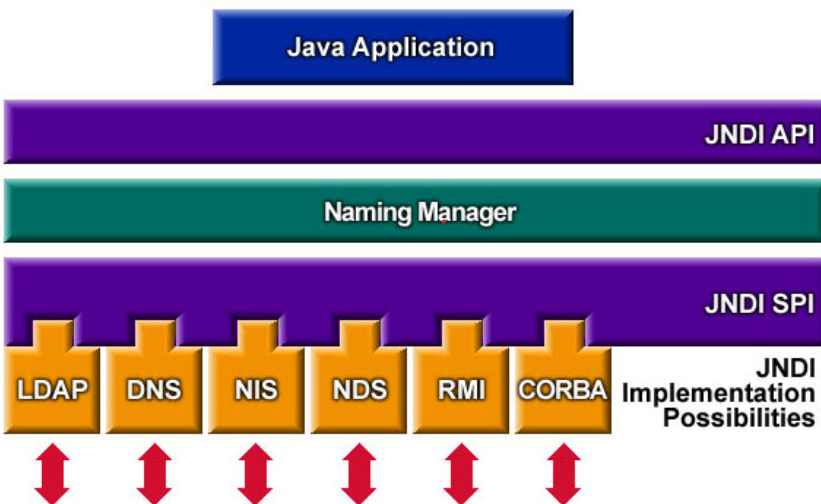 Java Application
JNDI API
Naming Manager
JNDI SPI
LDAP
DNS
NIS
NDS
RMI
CORBA
JNDI
Implementation
Possibilities